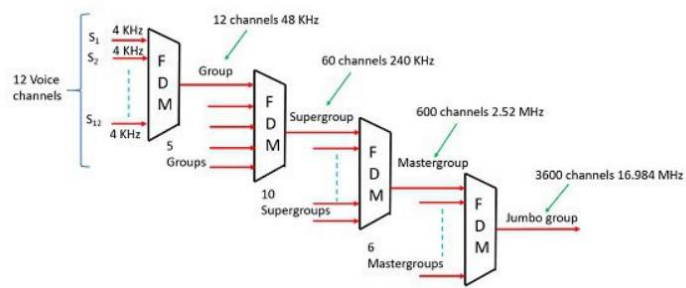 12 Voice
channels
S1
4 KHz
S2
4 KHz
S12
4 KHz
F
D
M
12 channels 48 KHz
Group
5
Groups
F
D
M
60 channels 240 KHz
Supergroup
10
Supergroups
F
D
M
600 channels 2.52 MHz
Mastergroup
6
Mastergroups
F
D
M
3600 channels 16.984 MHz
Jumbo group